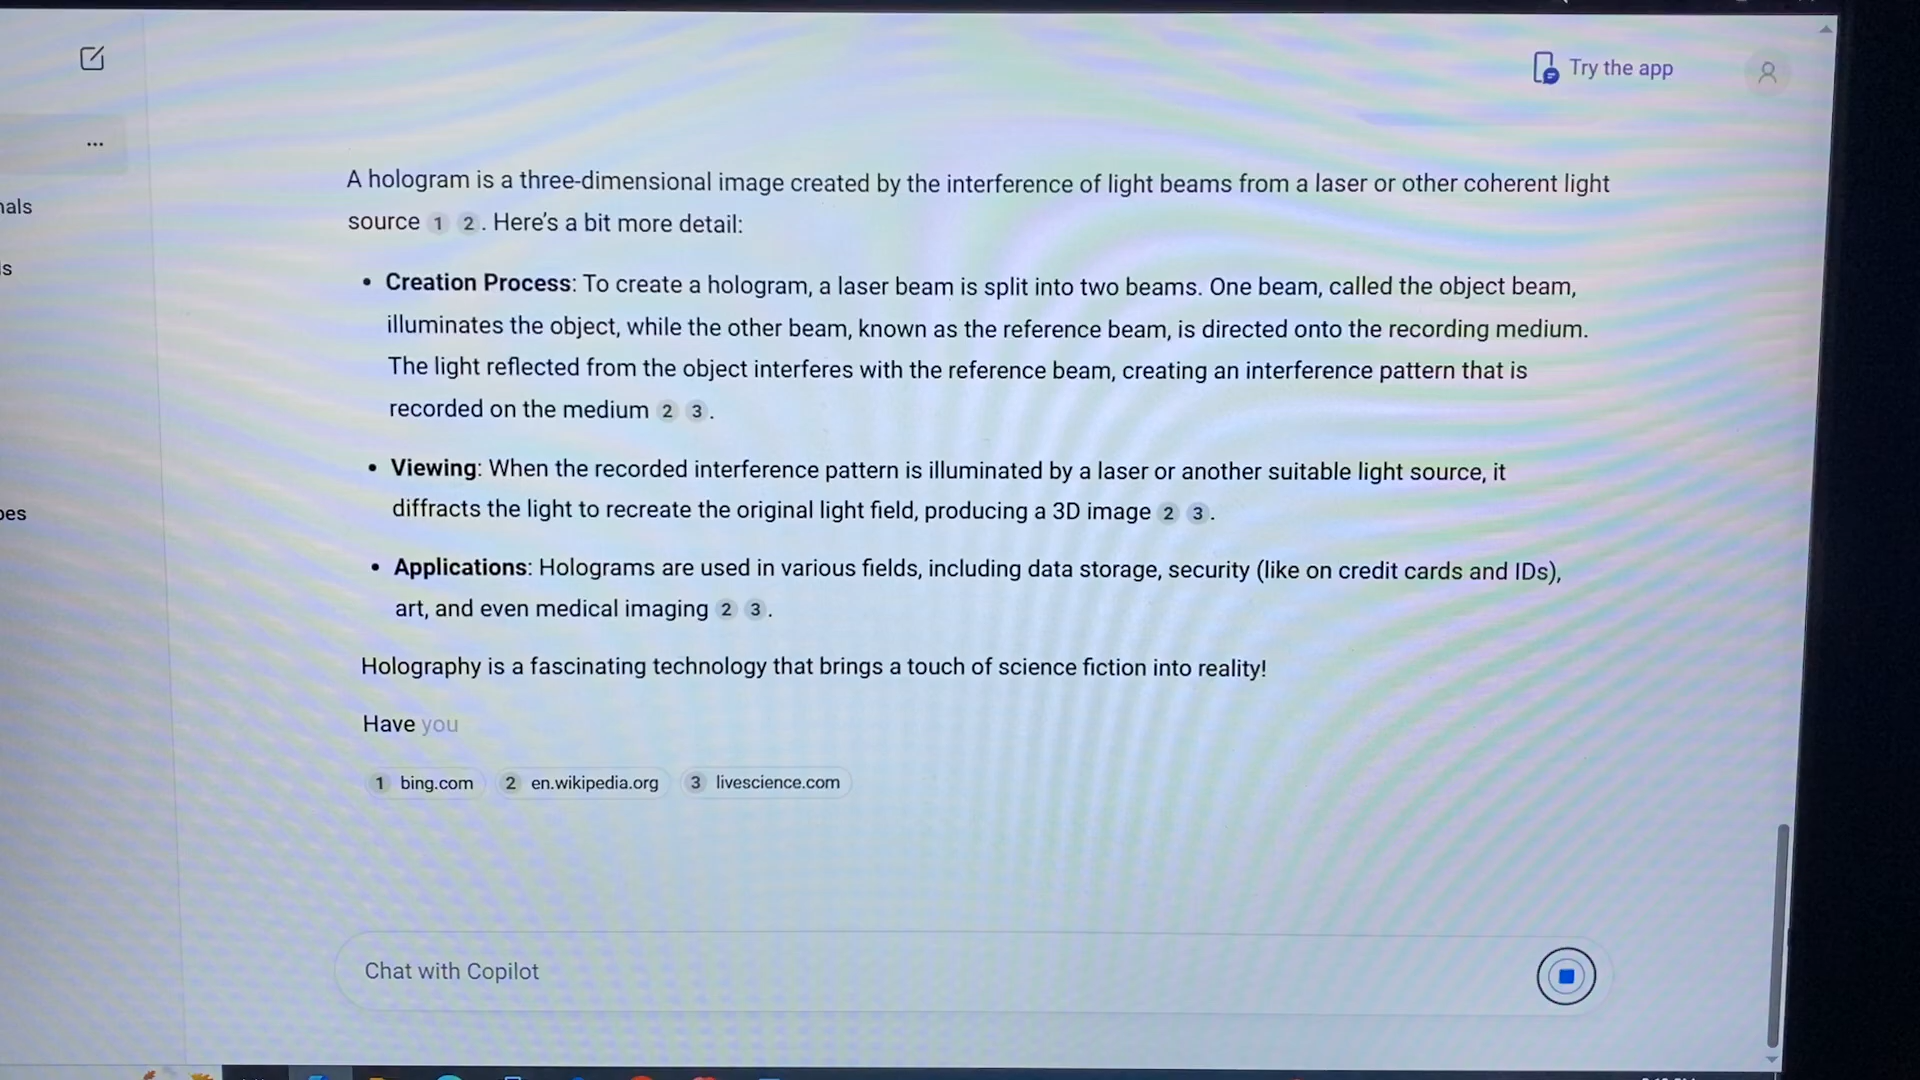 Try the app
...
A hologram is a three-dimensional image created by the interference of light beams from a laser or other coherent light
nals
source 1 2. Here's a bit more detail:
ls
• Creation Process: To create a hologram, a laser beam is split into two beams. One beam, called the object beam,
illuminates the object, while the other beam, known as the reference beam, is directed onto the recording medium.
The light reflected from the object interferes with the reference beam, creating an interference pattern that is
recorded on the medium 2 3.
• Viewing: When the recorded interference pattern is illuminated by a laser or another suitable light source, it
pes
diffracts the light to recreate the original light field, producing a 3D image 2 3.
• Applications: Holograms are used in various fields, including data storage, security (like on credit cards and IDs),
art, and even medical imaging 2 3.
Holography is a fascinating technology that brings a touch of science fiction into reality!
Have you
1 bing.com 2 en.wikipedia.org 3 livescience.com
Chat with Copilot